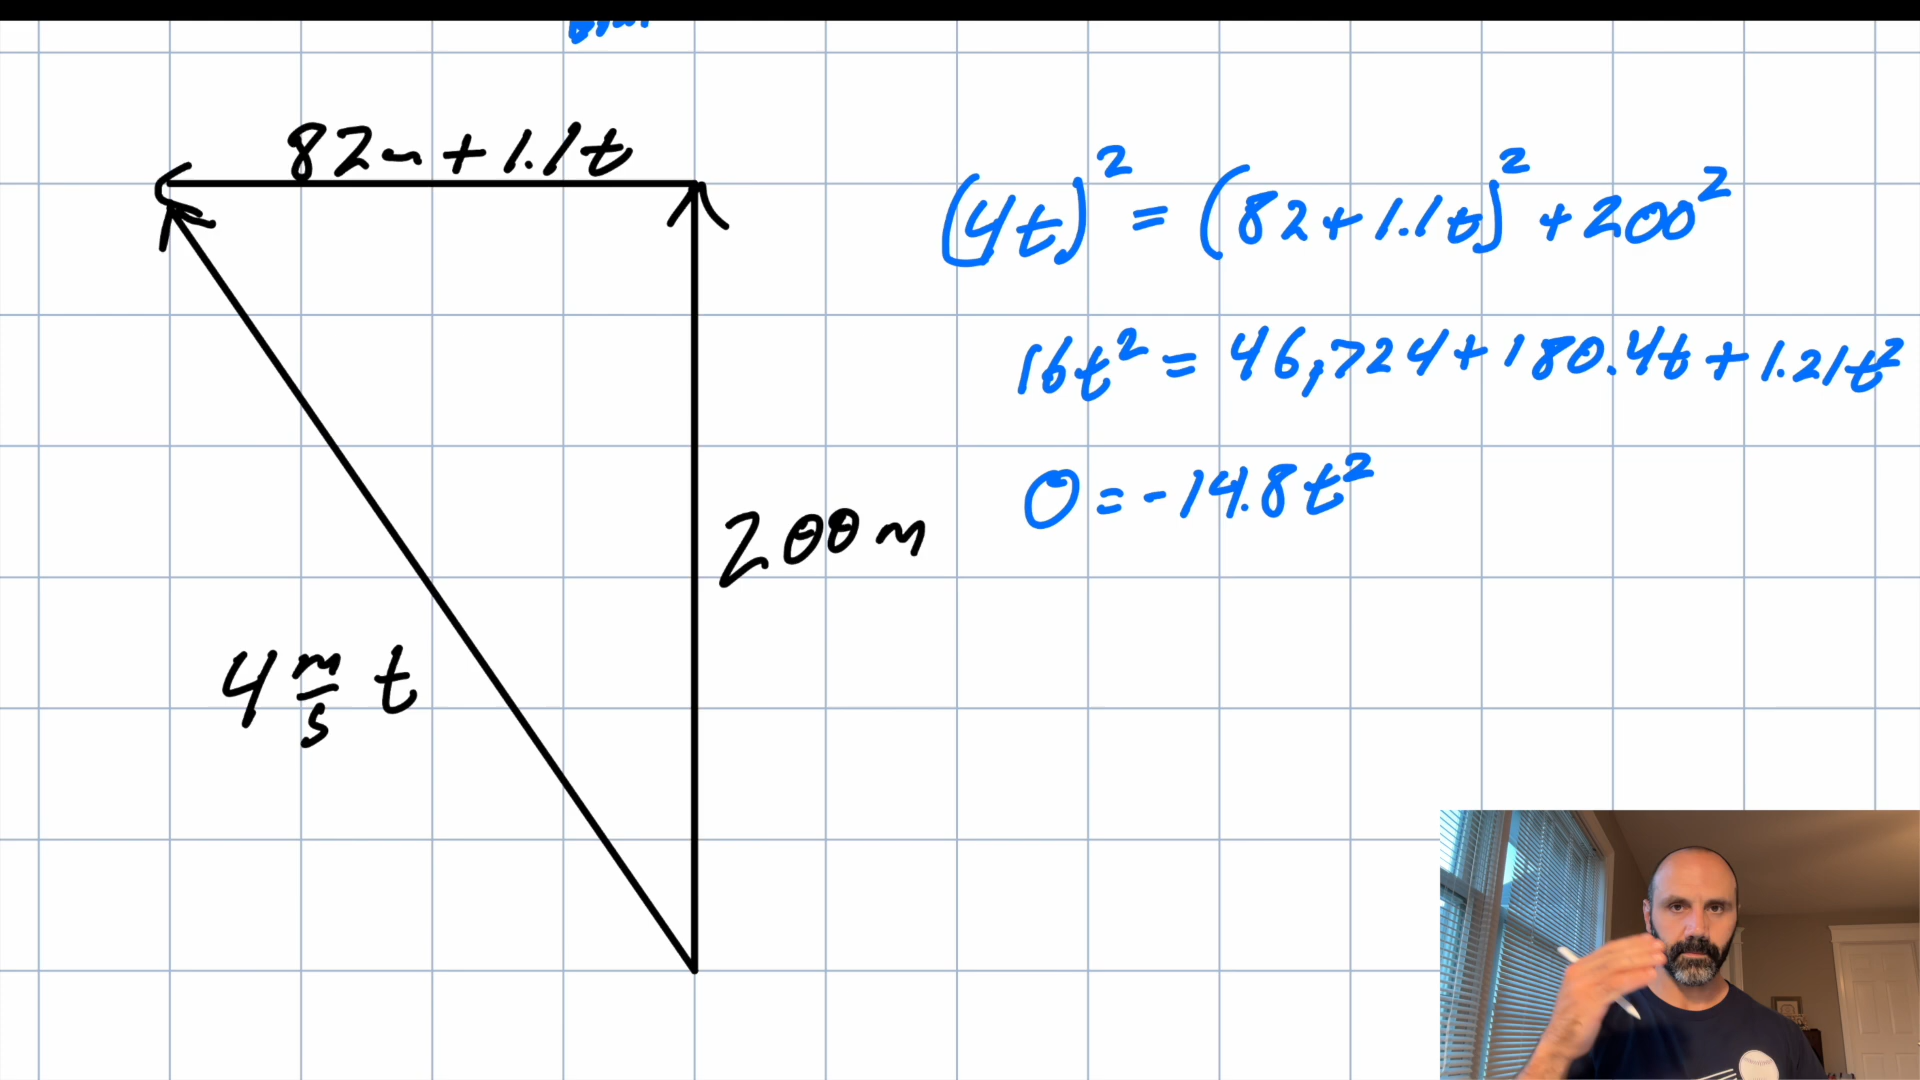 82m + 1.1t
(4t)² = (82 + 1.1t)² + 200²
16t² = 46,724 + 180.4t + 1.21t²
0 = -14.8t²
200m
4 m/s t